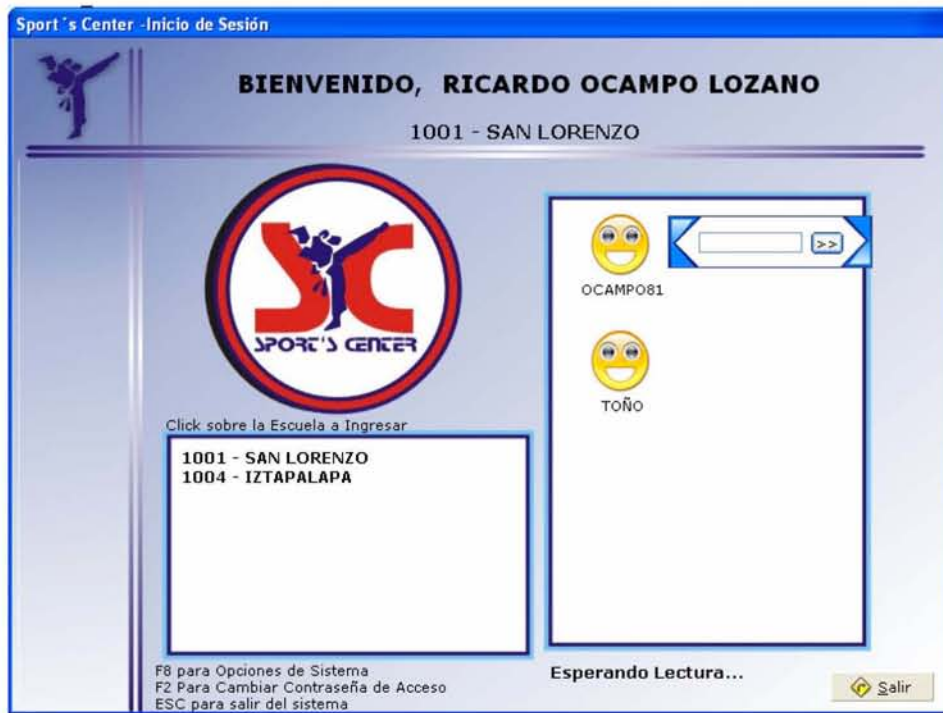 Sport´s Center -Inicio de Sesión
BIENVENIDO, RICARDO OCAMPO LOZANO
1001 - SAN LORENZO
SC
SPORT'S CENTER
OCAMPO81
>>
TOÑO
Click sobre la Escuela a Ingresar
1001 - SAN LORENZO
1004 - IZTAPALAPA
F8 para Opciones de Sistema
F2 Para Cambiar Contraseña de Acceso
ESC para salir del sistema
Esperando Lectura...
Salir